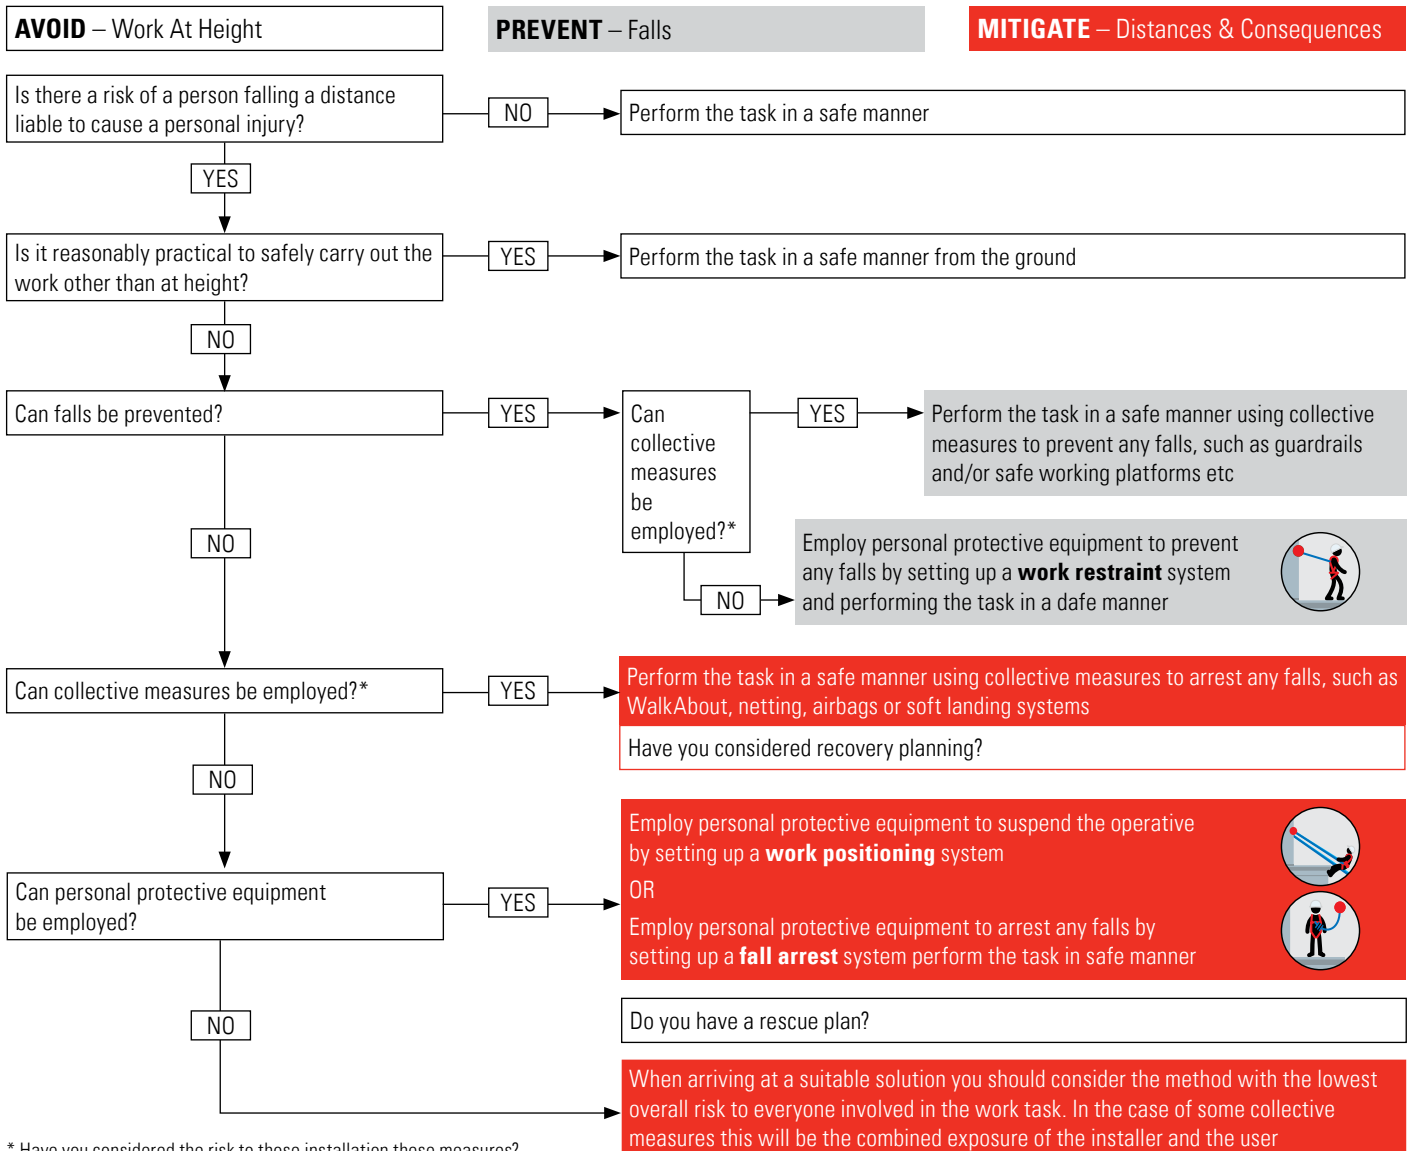 AVOID – Work At Height
PREVENT – Falls
MITIGATE – Distances & Consequences
Is there a risk of a person falling a distance
liable to cause a personal injury?
NO
Perform the task in a safe manner
YES
Is it reasonably practical to safely carry out the
work other than at height?
YES
Perform the task in a safe manner from the ground
NO
Can falls be prevented?
YES
Can
collective
measures
be
employed?*
YES
Perform the task in a safe manner using collective
measures to prevent any falls, such as guardrails
and/or safe working platforms etc
NO
Employ personal protective equipment to prevent
any falls by setting up a work restraint system
and performing the task in a dafe manner
NO
Can collective measures be employed?*
YES
Perform the task in a safe manner using collective measures to arrest any falls, such as
WalkAbout, netting, airbags or soft landing systems
Have you considered recovery planning?
NO
Can personal protective equipment
be employed?
YES
Employ personal protective equipment to suspend the operative
by setting up a work positioning system
OR
Employ personal protective equipment to arrest any falls by
setting up a fall arrest system perform the task in safe manner
Do you have a rescue plan?
NO
When arriving at a suitable solution you should consider the method with the lowest
overall risk to everyone involved in the work task. In the case of some collective
measures this will be the combined exposure of the installer and the user
* Have you considered the risk to these installation these measures?